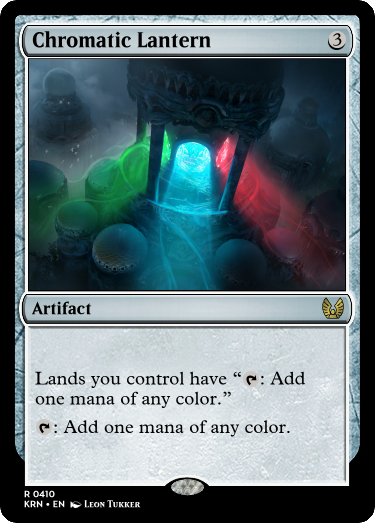 Chromatic Lantern 3
Artifact
Lands you control have “: Add
one mana of any color.”
: Add one mana of any color.
R 0410
KRN • EN Leon Tukker